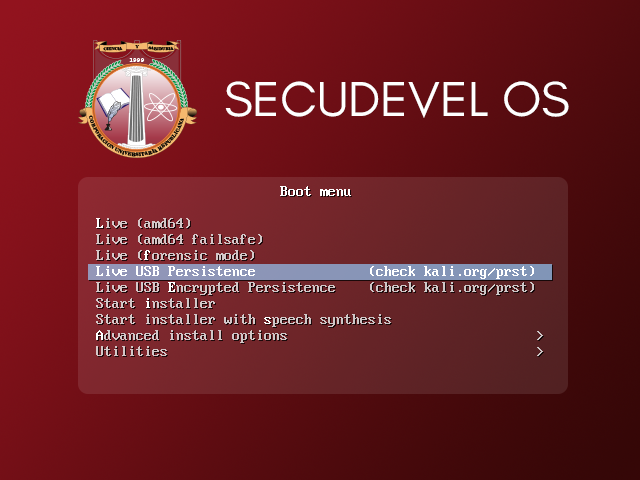 CIENCIA Y SABIDURIA
1999
CORPORACION UNIVERSITARIA REPUBLICANA
SECUDEVEL OS
Boot menu
Live (amd64)
Live (amd64 failsafe)
Live (forensic mode)
Live USB Persistence (check kali.org/prst)
Live USB Encrypted Persistence (check kali.org/prst)
Start installer
Start installer with speech synthesis
Advanced install options >
Utilities >